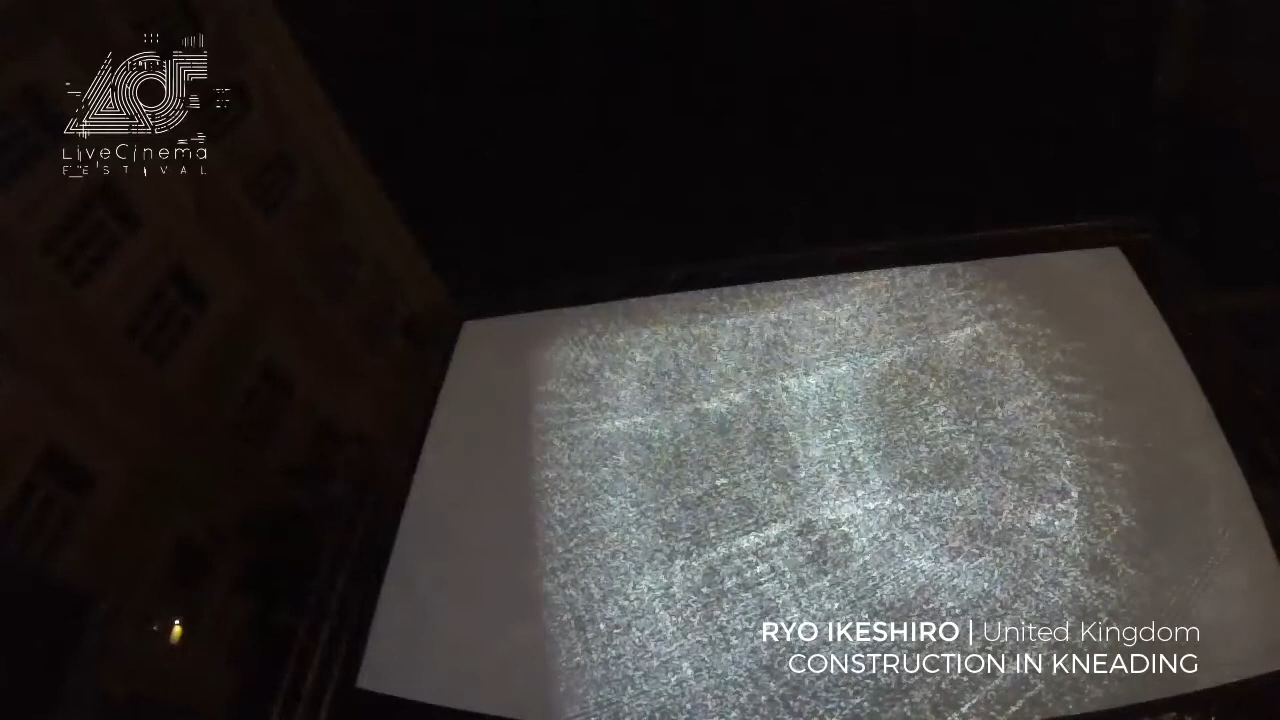 LiveCinema
FESTIVAL
RYO IKESHIRO | United Kingdom
CONSTRUCTION IN KNEADING